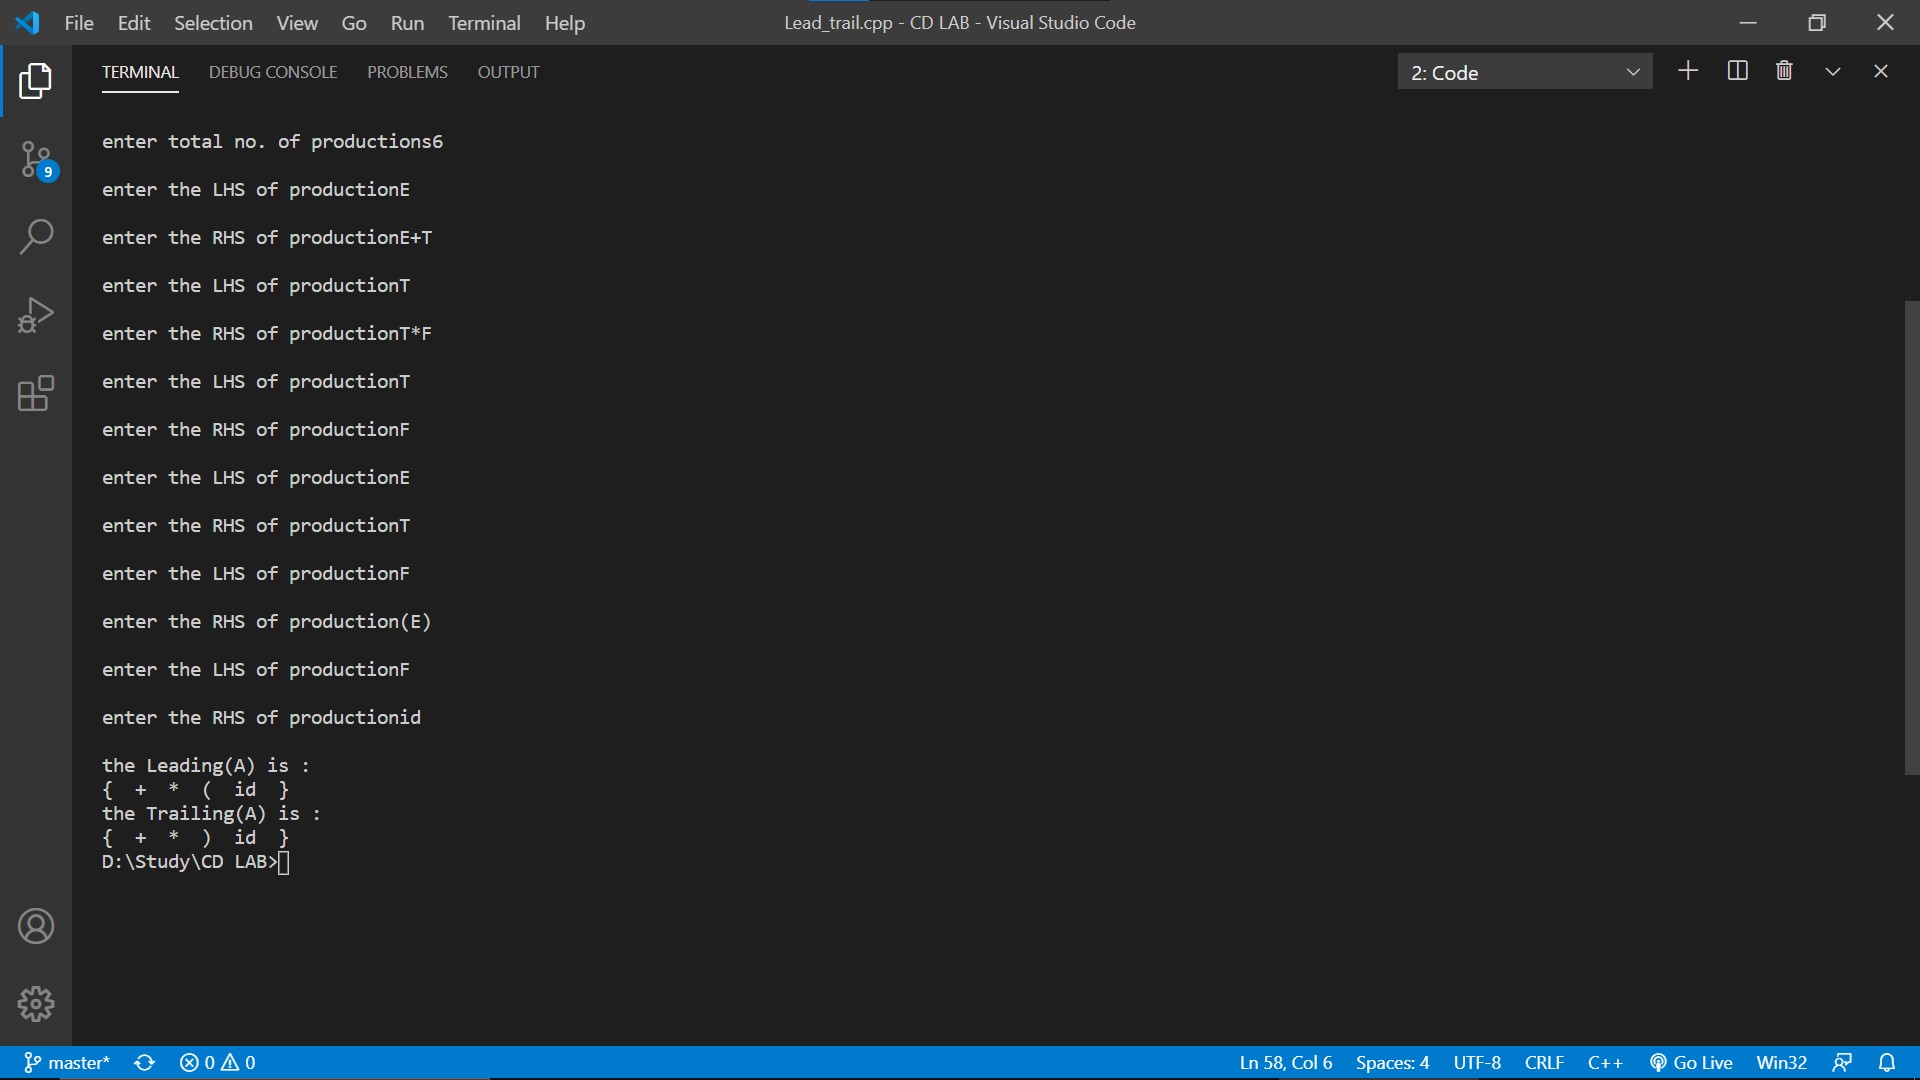 File Edit Selection View Go Run Terminal Help Lead_trail.cpp - CD LAB - Visual Studio Code
TERMINAL DEBUG CONSOLE PROBLEMS OUTPUT 2: Code
9
enter total no. of productions6
enter the LHS of productionE
enter the RHS of productionE+T
enter the LHS of productionT
enter the RHS of productionT*F
enter the LHS of productionT
enter the RHS of productionF
enter the LHS of productionE
enter the RHS of productionT
enter the LHS of productionF
enter the RHS of production(E)
enter the LHS of productionF
enter the RHS of productionid
the Leading(A) is :
{  +  *  (  id  }
the Trailing(A) is :
{  +  *  )  id  }
D:\Study\CD LAB>
master* 0 0 Ln 58, Col 6 Spaces: 4 UTF-8 CRLF C++ Go Live Win32